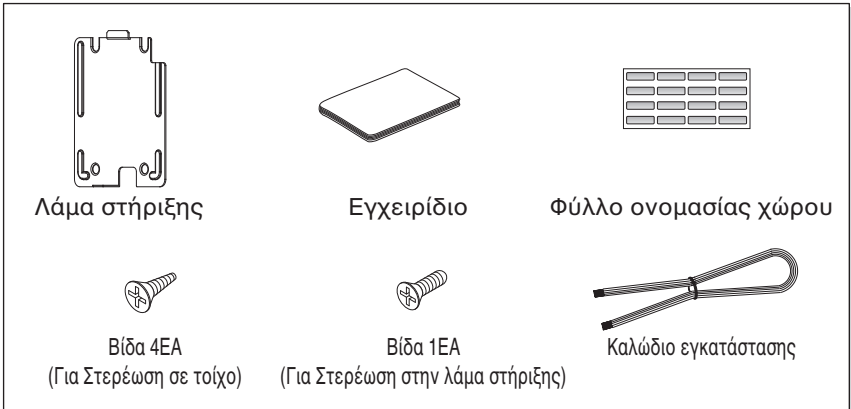 Λάμα στήριξης
Εγχειρίδιο
Φύλλο ονομασίας χώρου
Βίδα 4EA
(Για Στερέωση σε τοίχο)
Βίδα 1EA
(Για Στερέωση στην λάμα στήριξης)
Καλώδιο εγκατάστασης